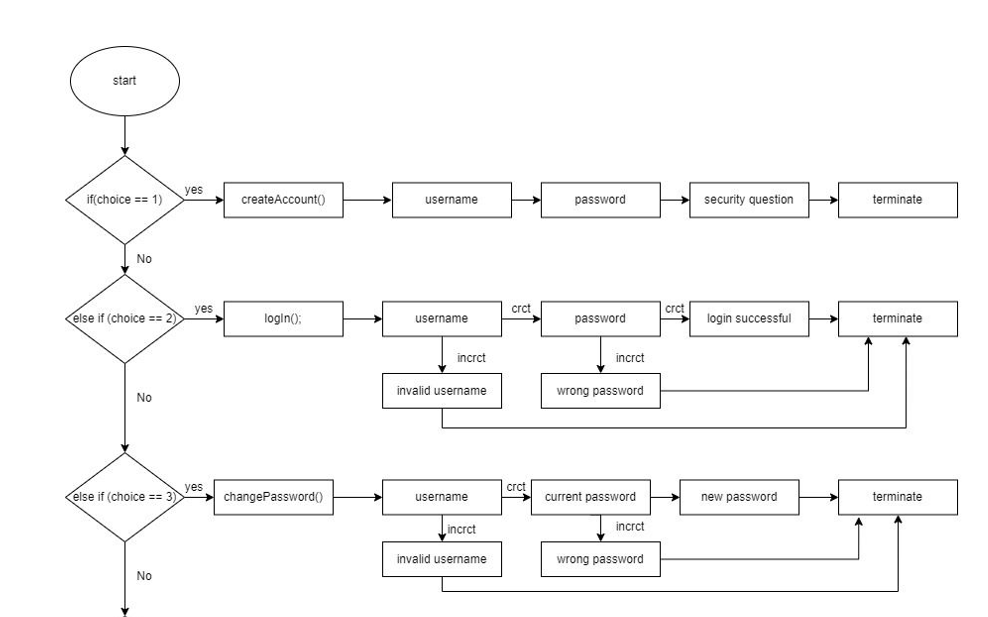 start
if(choice == 1)
yes
createAccount()
username
password
security question
terminate
No
else if (choice == 2)
yes
logIn();
username
crct
password
crct
login successful
terminate
incrct
incrct
invalid username
wrong password
No
else if (choice == 3)
yes
changePassword()
username
crct
current password
new password
terminate
incrct
incrct
invalid username
wrong password
No